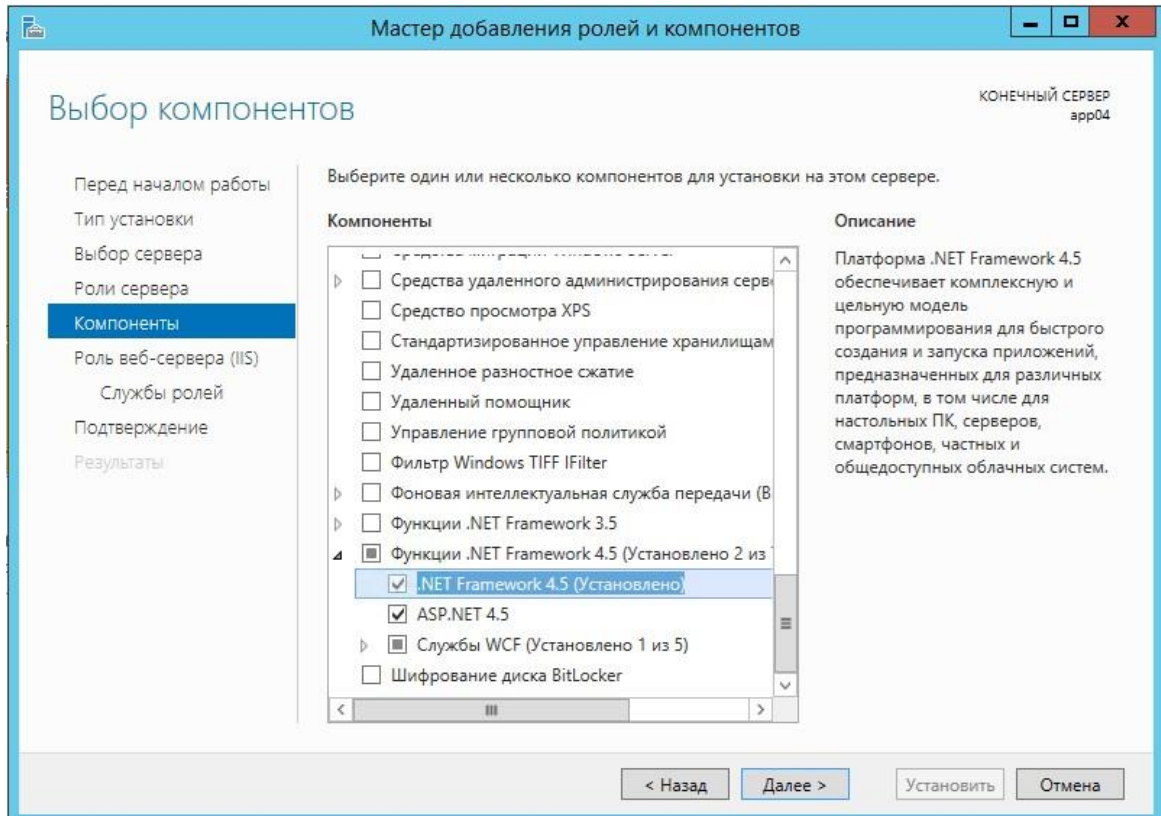 Мастер добавления ролей и компонентов
Выбор компонентов
КОНЕЧНЫЙ СЕРВЕР
app04
Перед началом работы
Тип установки
Выбор сервера
Роли сервера
Компоненты
Роль веб-сервера (IIS)
Службы ролей
Подтверждение
Результаты
Выберите один или несколько компонентов для установки на этом сервере.
Компоненты
Средства удаленного администрирования серве
Средство просмотра XPS
Стандартизированное управление хранилищам
Удаленное разностное сжатие
Удаленный помощник
Управление групповой политикой
Фильтр Windows TIFF IFilter
Фоновая интеллектуальная служба передачи (B
Функции .NET Framework 3.5
Функции .NET Framework 4.5 (Установлено 2 из
.NET Framework 4.5 (Установлено)
ASP.NET 4.5
Службы WCF (Установлено 1 из 5)
Шифрование диска BitLocker
Описание
Платформа .NET Framework 4.5
обеспечивает комплексную и
цельную модель
программирования для быстрого
создания и запуска приложений,
предназначенных для различных
платформ, в том числе для
настольных ПК, серверов,
смартфонов, частных и
общедоступных облачных систем.
< Назад
Далее >
Установить
Отмена